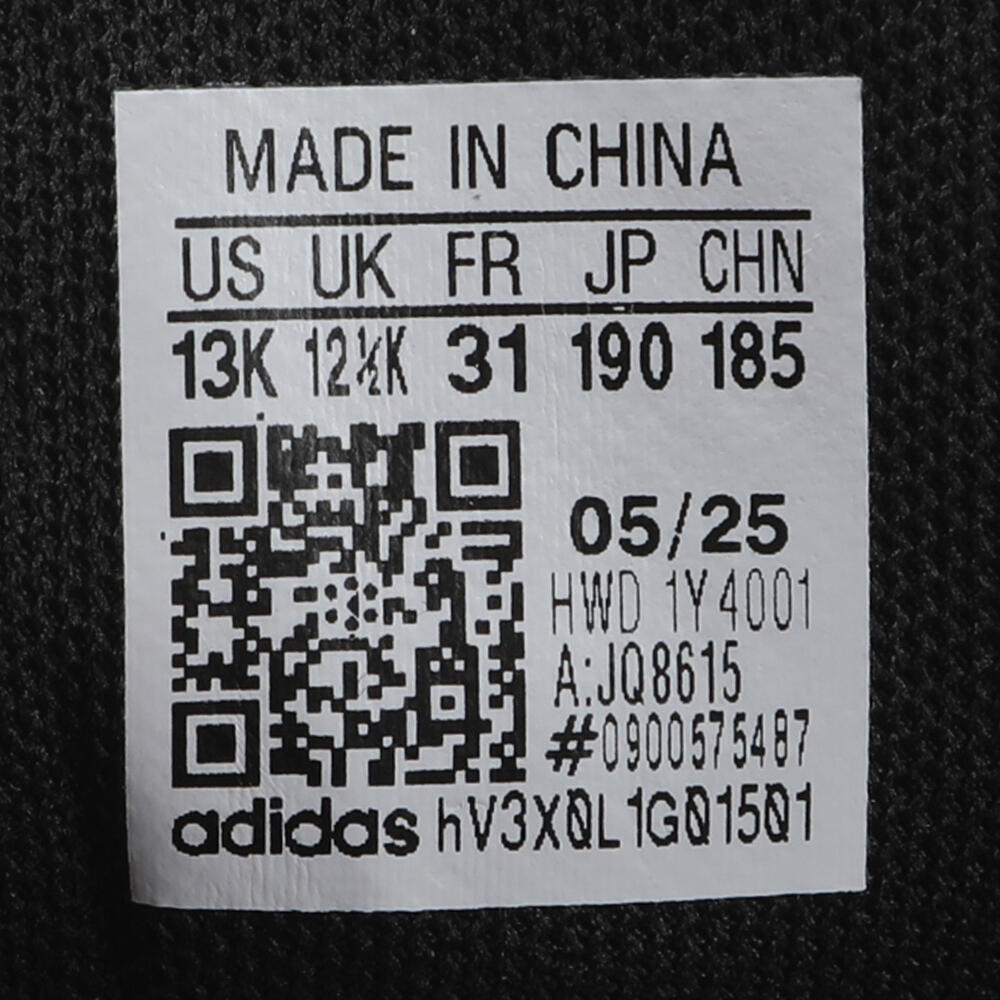 MADE IN CHINA
US UK FR JP CHN
13K 12½K 31 190 185
05/25
HWD 1Y4001
A:JQ8615
#0900575487
adidas hV3X0L1G01501